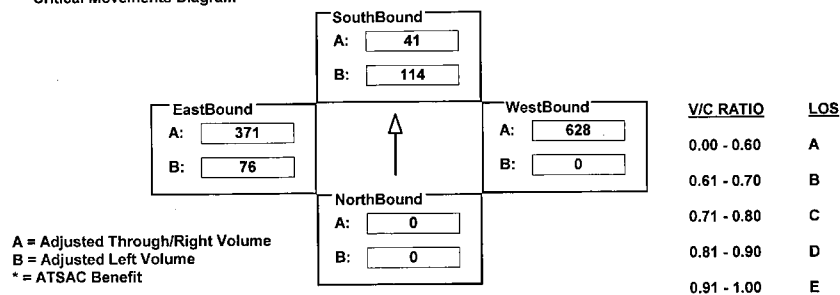 Critical Movements Diagram
SouthBound
A: 41
B: 114
EastBound
A: 371
B: 76
WestBound
A: 628
B: 0
NorthBound
A: 0
B: 0
A = Adjusted Through/Right Volume
B = Adjusted Left Volume
* = ATSAC Benefit
V/C RATIO LOS
0.00 - 0.60 A
0.61 - 0.70 B
0.71 - 0.80 C
0.81 - 0.90 D
0.91 - 1.00 E